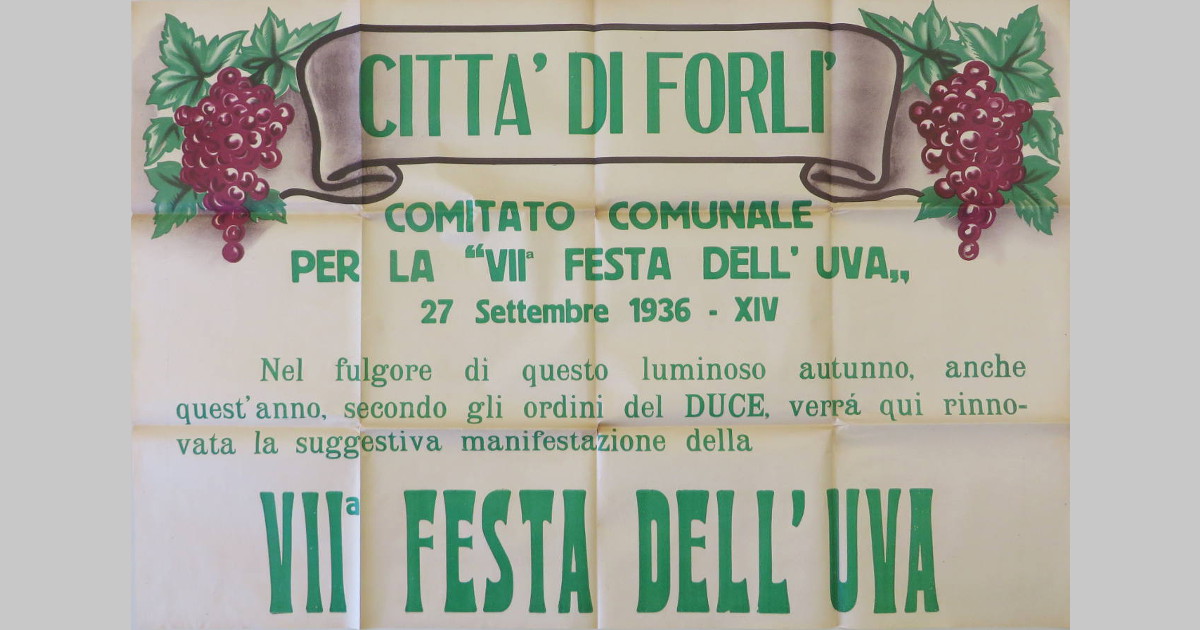 CITTA' DI FORLI'
COMITATO COMUNALE
PER LA “VIIª FESTA DELL' UVA„
27 Settembre 1936 - XIV
Nel fulgore di questo luminoso autunno, anche
quest'anno, secondo gli ordini del DUCE, verrá qui rinno-
vata la suggestiva manifestazione della
VIIª FESTA DELL' UVA